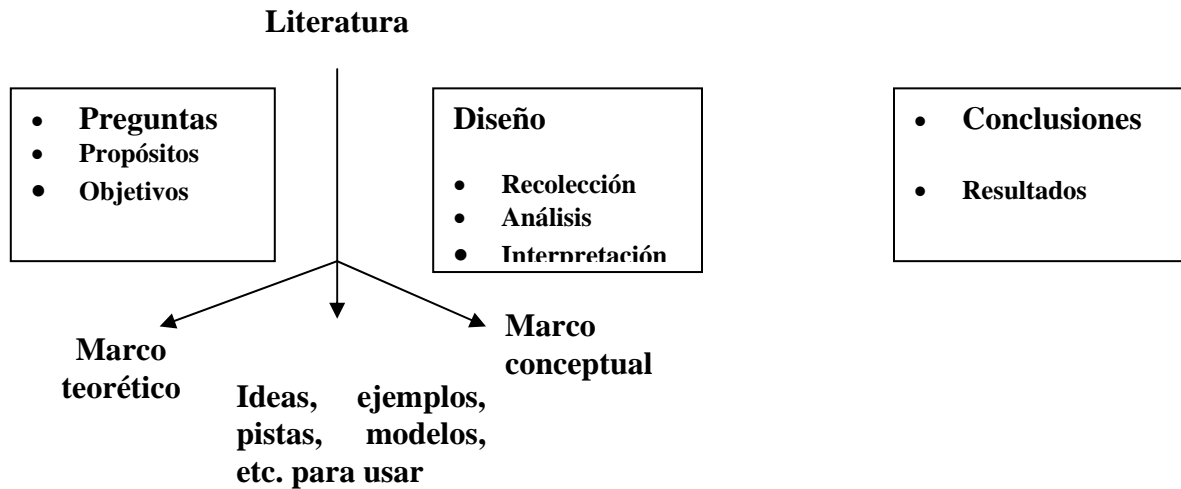 Literatura
• Preguntas
• Propósitos
• Objetivos
Diseño
• Recolección
• Análisis
• Interpretación
• Conclusiones
• Resultados
Marco
teorético
Ideas, ejemplos,
pistas, modelos,
etc. para usar
Marco
conceptual